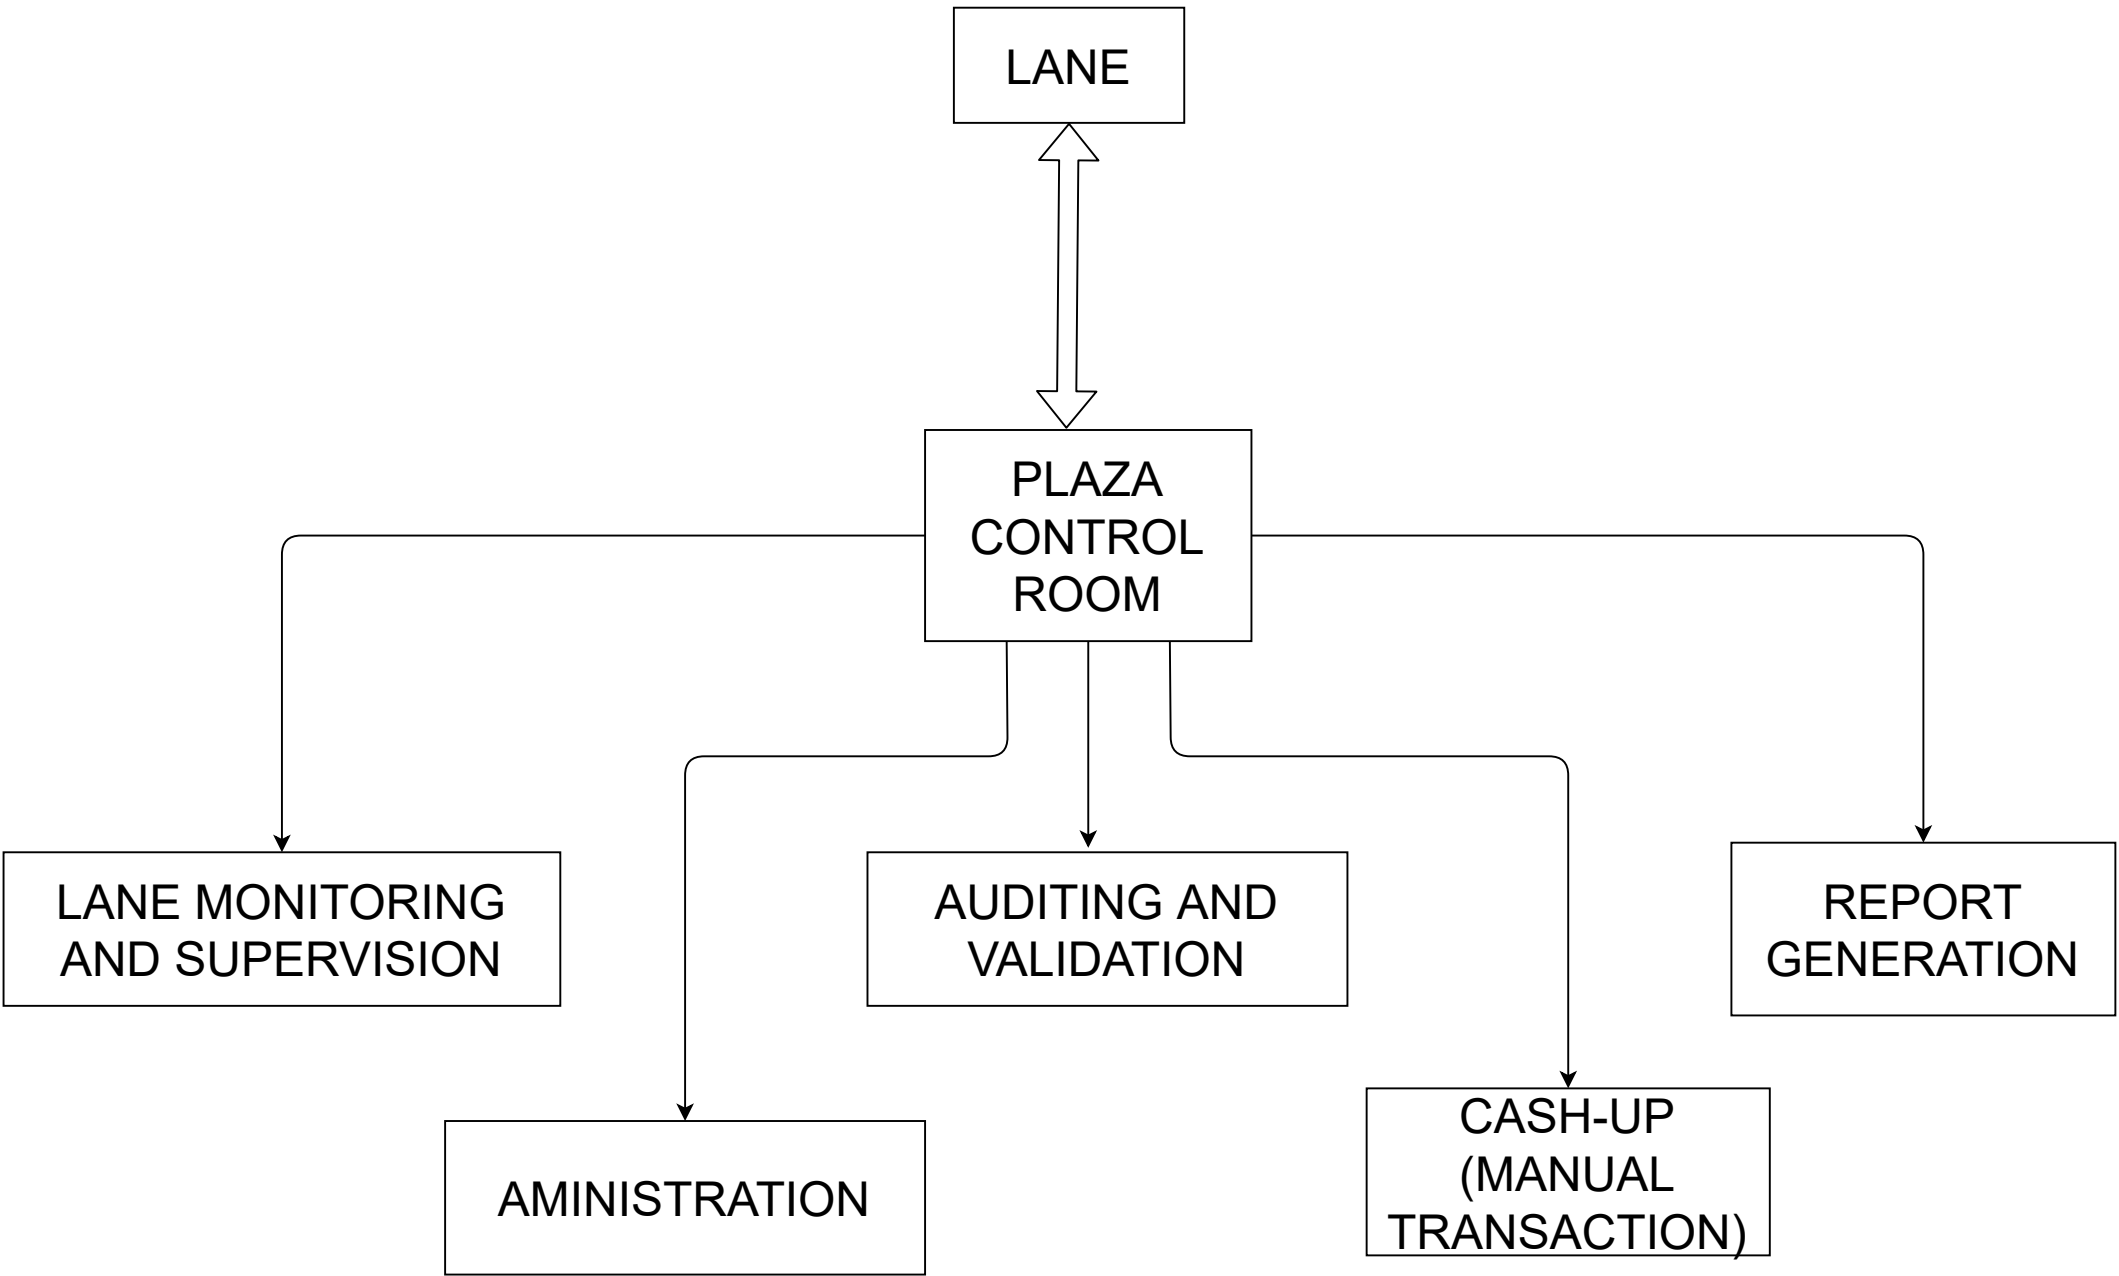 LANE
PLAZA
CONTROL
ROOM
LANE MONITORING
AND SUPERVISION
AUDITING AND
VALIDATION
REPORT
GENERATION
AMINISTRATION
CASH-UP
(MANUAL
TRANSACTION)